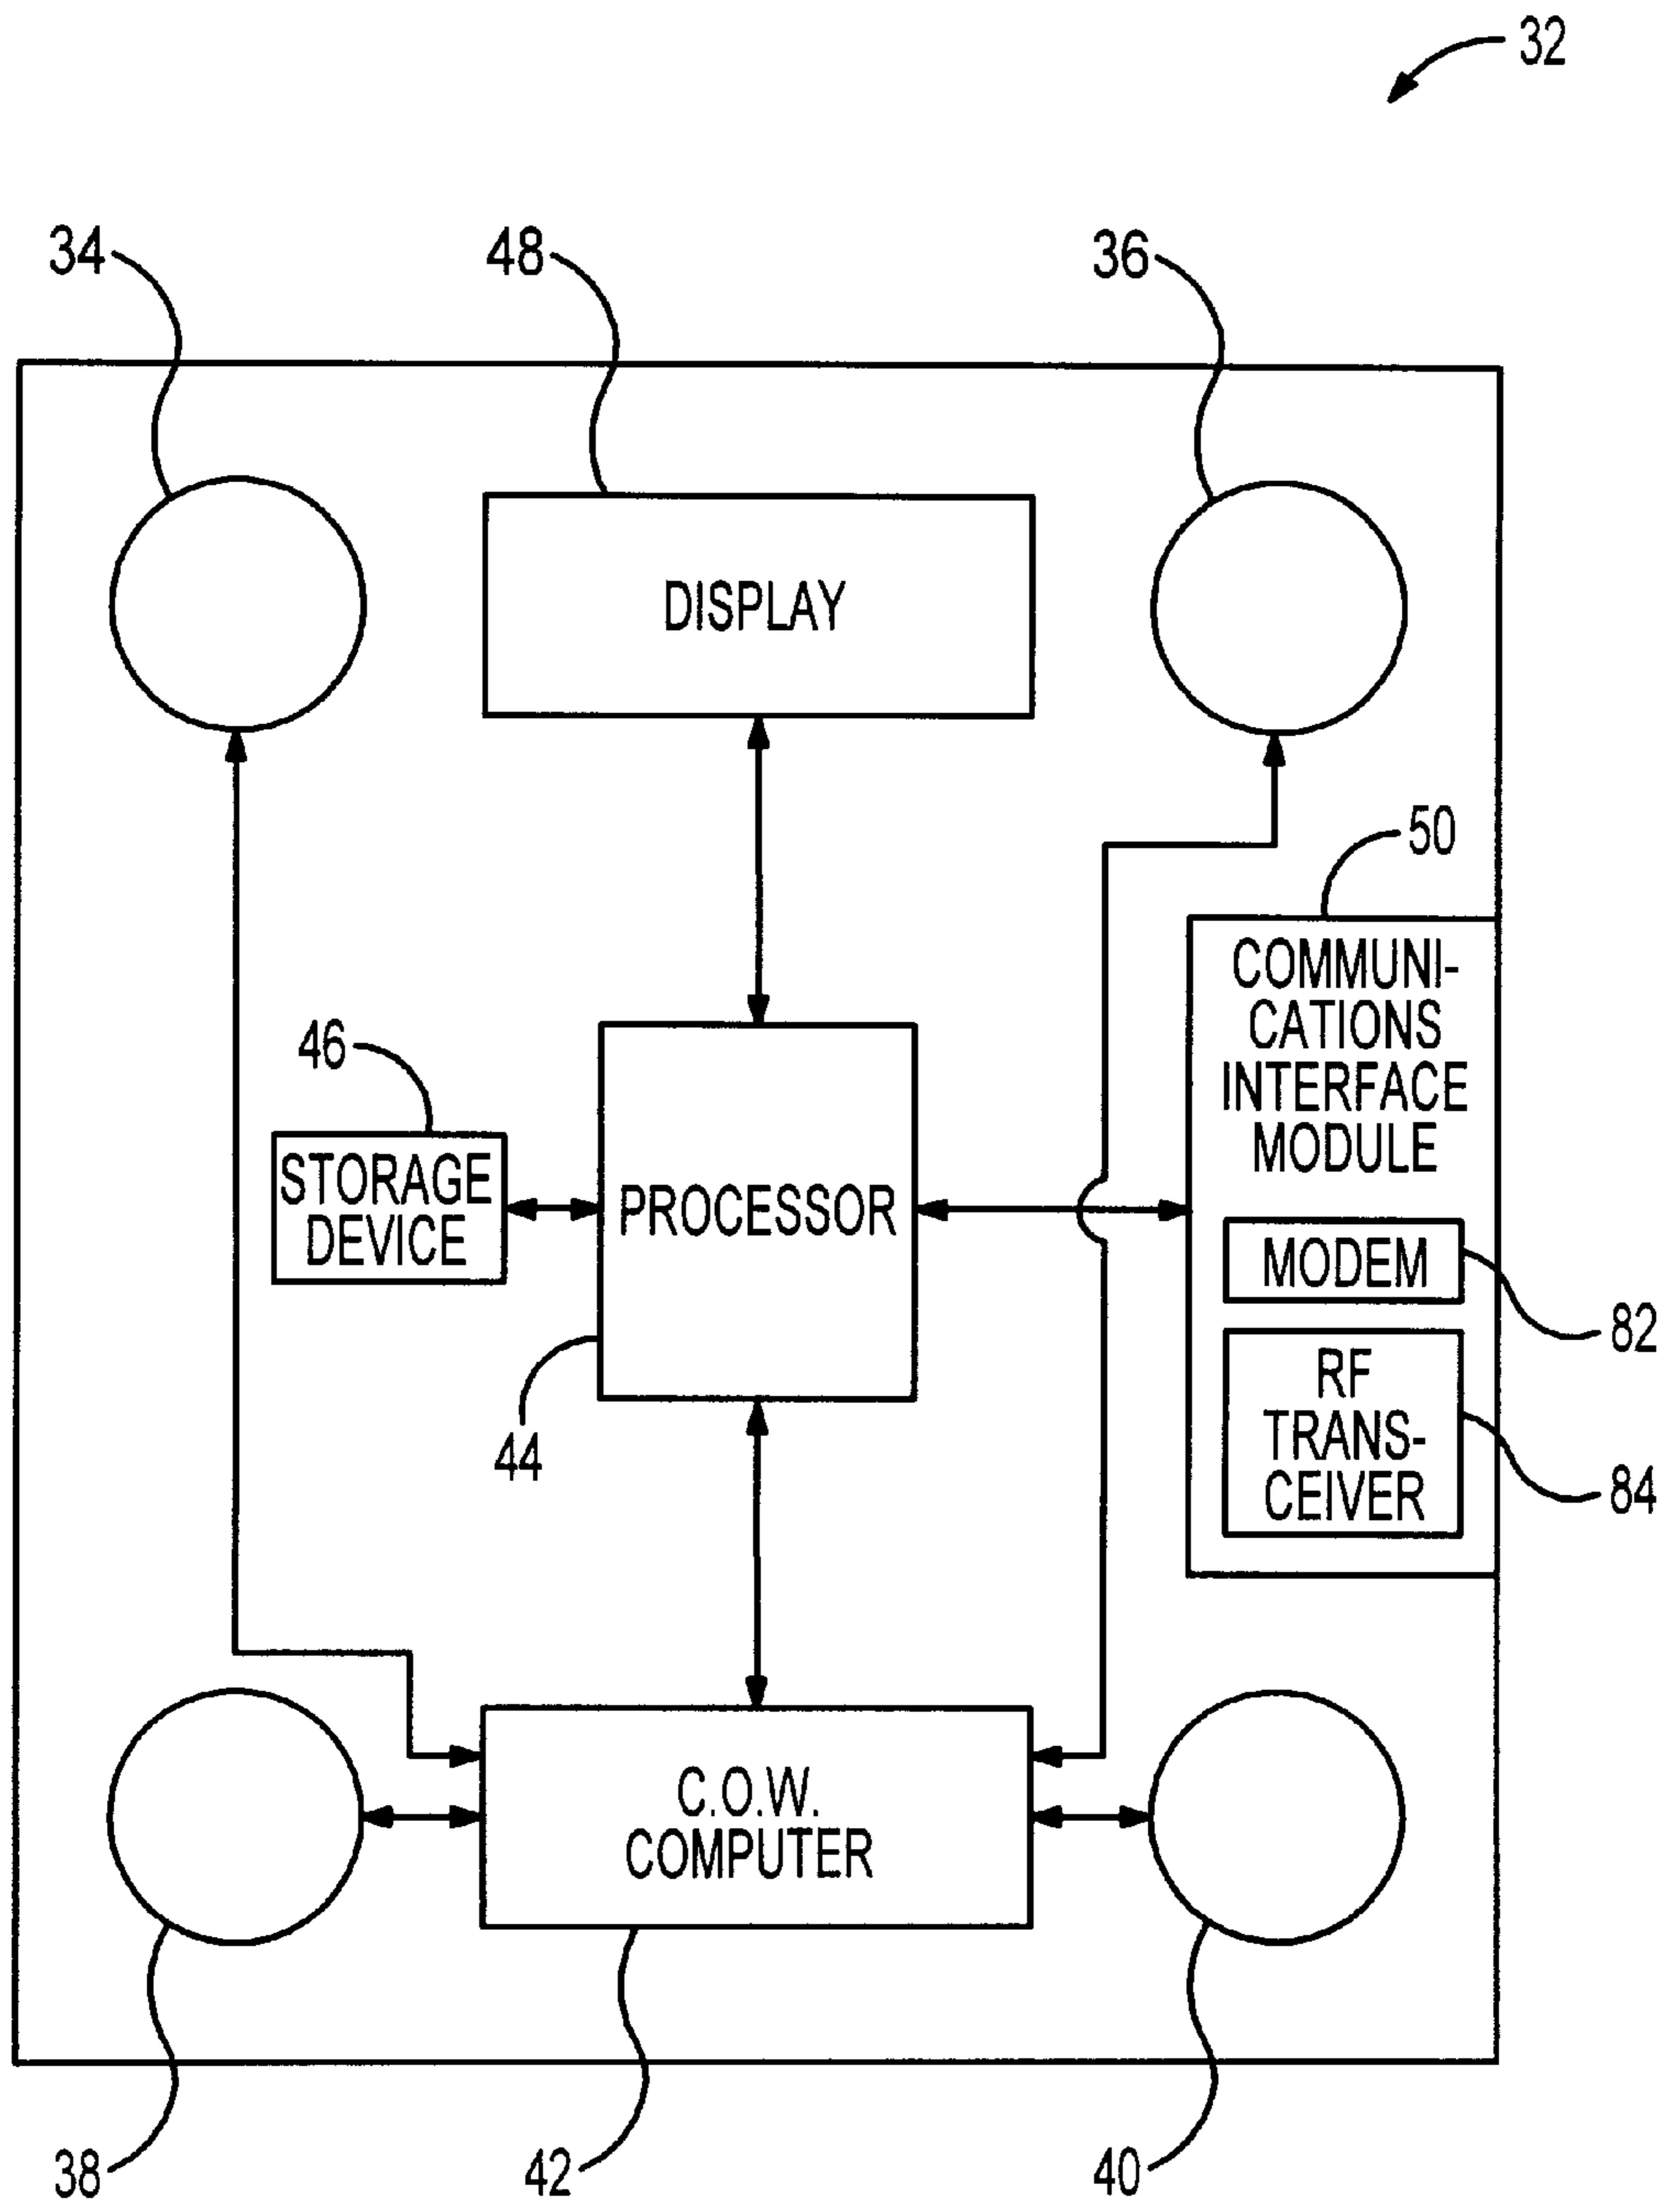 32
34
48
36
DISPLAY
50
COMMUNI-
CATIONS
INTERFACE
MODULE
46
STORAGE
DEVICE
PROCESSOR
MODEM
82
RF
TRANS-
CEIVER
84
44
C.O.W.
COMPUTER
38
42
40